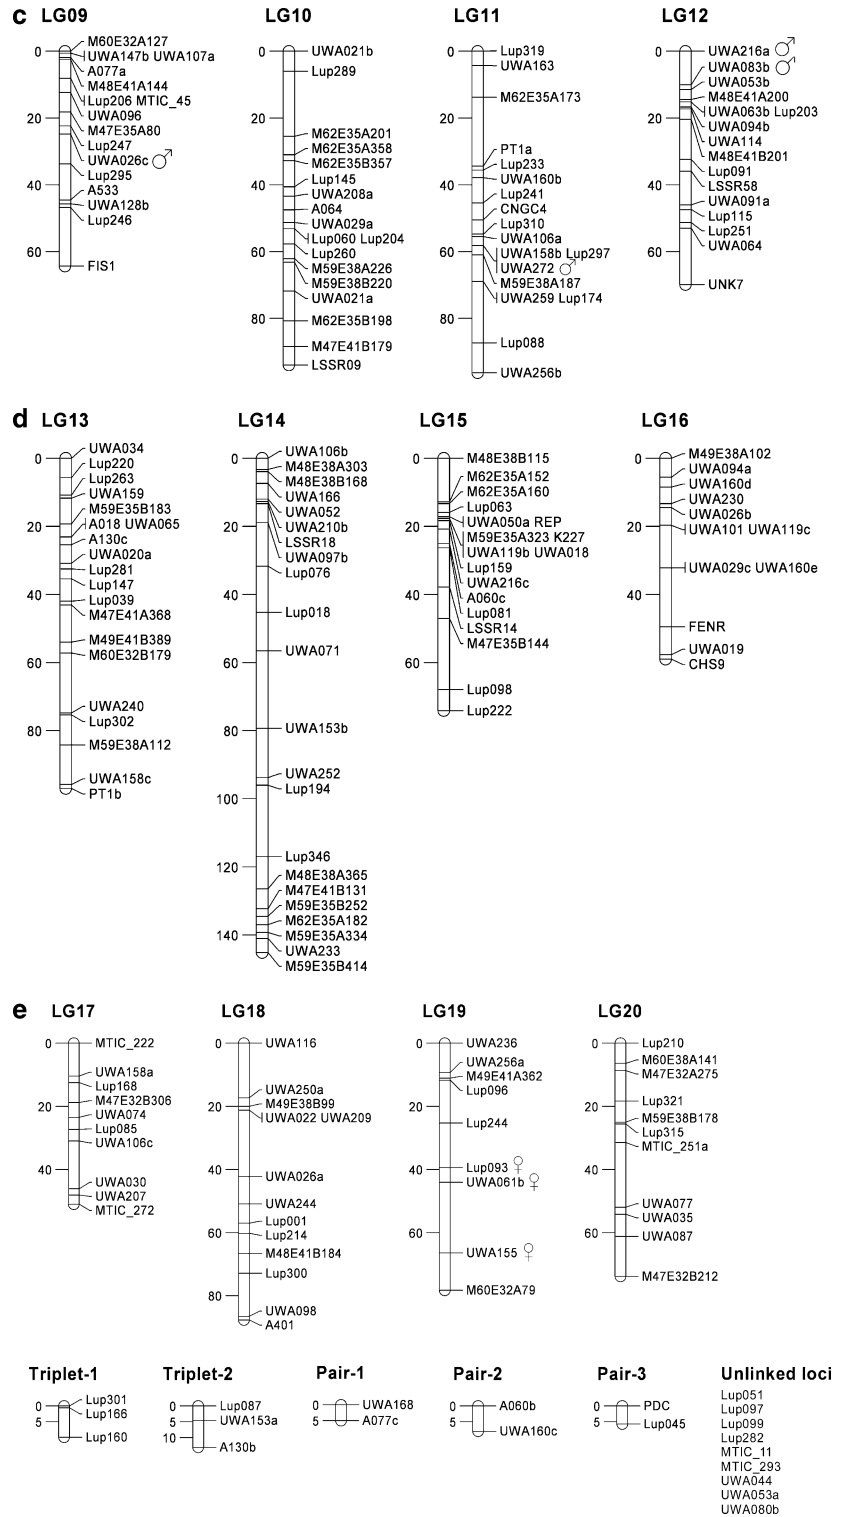 c LG09 LG10 LG11 LG12
0
20
40
60
M60E32A127
UWA147b UWA107a
A077a
M48E41A144
Lup206 MTIC_45
UWA096
M47E35A80
Lup247
UWA026c ♂
Lup295
A533
UWA128b
Lup246
FIS1
0
20
40
60
80
UWA021b
Lup289
M62E35A201
M62E35A358
M62E35B357
Lup145
UWA208a
A064
UWA029a
Lup060 Lup204
Lup260
M59E38A226
M59E38B220
UWA021a
M62E35B198
M47E41B179
LSSR09
0
20
40
60
80
Lup319
UWA163
M62E35A173
PT1a
Lup233
UWA160b
Lup241
CNGC4
Lup310
UWA106a
UWA158b Lup297
UWA272 ♂
M59E38A187
UWA259 Lup174
Lup088
UWA256b
0
20
40
60
UWA216a ♂
UWA083b ♂
UWA053b
M48E41A200
UWA063b Lup203
UWA094b
UWA114
M48E41B201
Lup091
LSSR58
UWA091a
Lup115
Lup251
UWA064
UNK7
d LG13 LG14 LG15 LG16
0
20
40
60
80
UWA034
Lup220
Lup263
UWA159
M59E35B183
A018 UWA065
A130c
UWA020a
Lup281
Lup147
Lup039
M47E41A368
M49E41B389
M60E32B179
UWA240
Lup302
M59E38A112
UWA158c
PT1b
0
20
40
60
80
100
120
140
UWA106b
M48E38A303
M48E38B168
UWA166
UWA052
UWA210b
LSSR18
UWA097b
Lup076
Lup018
UWA071
UWA153b
UWA252
Lup194
Lup346
M48E38A365
M47E41B131
M59E35B252
M62E35A182
M59E35A334
UWA233
M59E35B414
0
20
40
60
M48E38B115
M62E35A152
M62E35A160
Lup063
UWA050a REP
M59E35A323 K227
UWA119b UWA018
Lup159
UWA216c
A060c
Lup081
LSSR14
M47E35B144
Lup098
Lup222
0
20
40
60
M49E38A102
UWA094a
UWA160d
UWA230
UWA026b
UWA101 UWA119c
UWA029c UWA160e
FENR
UWA019
CHS9
e LG17 LG18 LG19 LG20
0
20
40
MTIC_222
UWA158a
Lup168
M47E32B306
UWA074
Lup085
UWA106c
UWA030
UWA207
MTIC_272
0
20
40
60
80
UWA116
UWA250a
M49E38B99
UWA022 UWA209
UWA026a
UWA244
Lup001
Lup214
M48E41B184
Lup300
UWA098
A401
0
20
40
60
UWA236
UWA256a
M49E41A362
Lup096
Lup244
Lup093 ♀
UWA061b ♀
UWA155 ♀
M60E32A79
0
20
40
60
Lup210
M60E38A141
M47E32A275
Lup321
M59E38B178
Lup315
MTIC_251a
UWA077
UWA035
UWA087
M47E32B212
Triplet-1
0
5
Lup301
Lup166
Lup160
Triplet-2
0
5
10
Lup087
UWA153a
A130b
Pair-1
0
5
UWA168
A077c
Pair-2
0
5
A060b
UWA160c
Pair-3
0
5
PDC
Lup045
Unlinked loci
Lup051
Lup097
Lup099
Lup282
MTIC_11
MTIC_293
UWA044
UWA053a
UWA080b